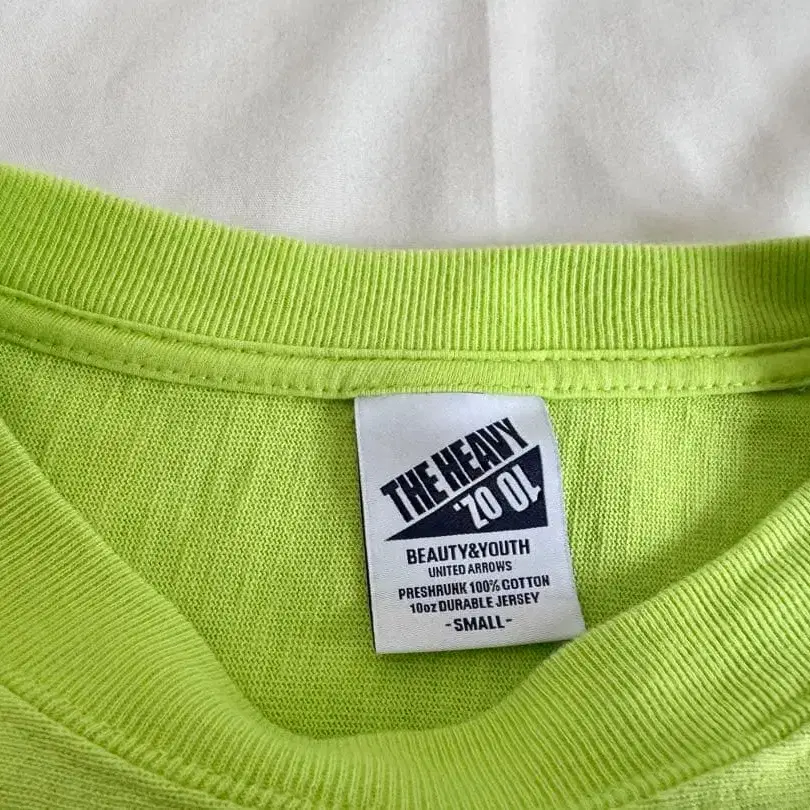 THE HEAVY
10 OZ.
BEAUTY&YOUTH
UNITED ARROWS
PRESHRUNK 100% COTTON
10oz DURABLE JERSEY
-SMALL-